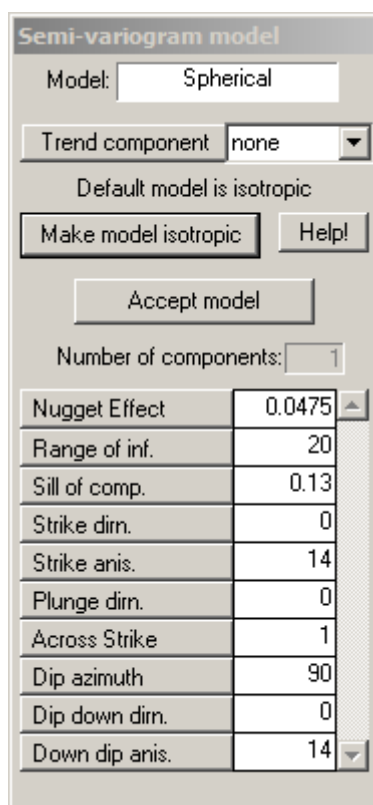 Semi-variogram model
Model: Spherical
Trend component none
Default model is isotropic
Make model isotropic Help!
Accept model
Number of components: 1
Nugget Effect 0.0475
Range of inf. 20
Sill of comp. 0.13
Strike dirn. 0
Strike anis. 14
Plunge dirn. 0
Across Strike 1
Dip azimuth 90
Dip down dirn. 0
Down dip anis. 14